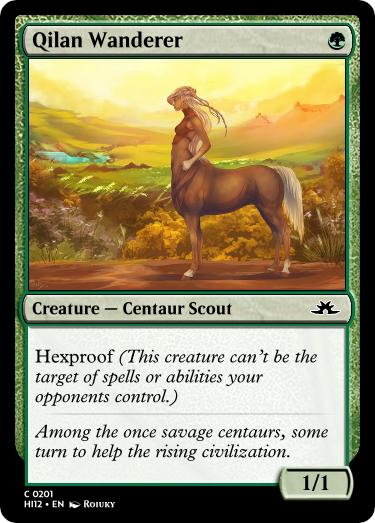 Qilan Wanderer
Creature — Centaur Scout
Hexproof (This creature can't be the
target of spells or abilities your
opponents control.)
Among the once savage centaurs, some
turn to help the rising civilization.
1/1
C 0201
HI12 • EN Roiuky